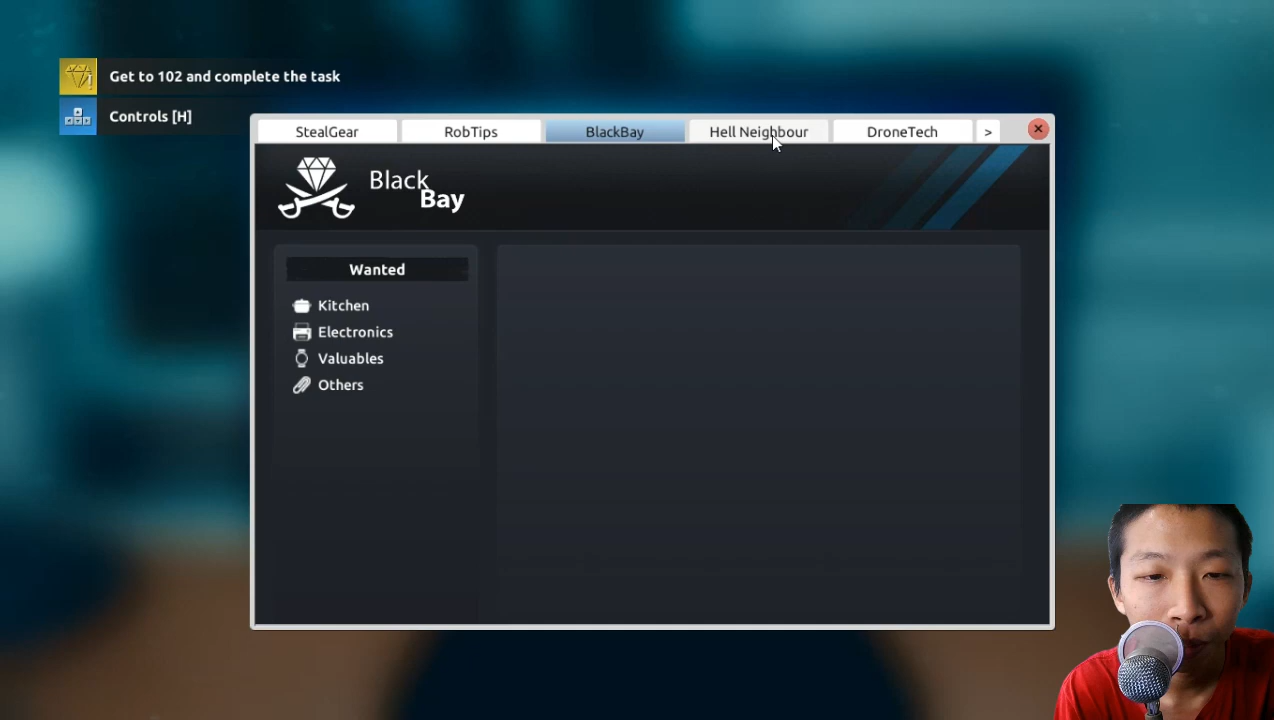 Get to 102 and complete the task
Controls [H]
StealGear
RobTips
BlackBay
Hell Neighbour
DroneTech
>
Black
Bay
Wanted
Kitchen
Electronics
Valuables
Others